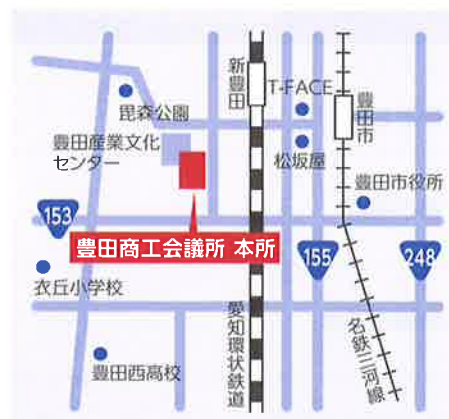 新豊田
T-FACE
豊田市
毘森公園
豊田産業文化
センター
松坂屋
豊田市役所
153
豊田商工会議所 本所
155
248
衣丘小学校
愛知環状鉄道
名鉄三河線
豊田西高校